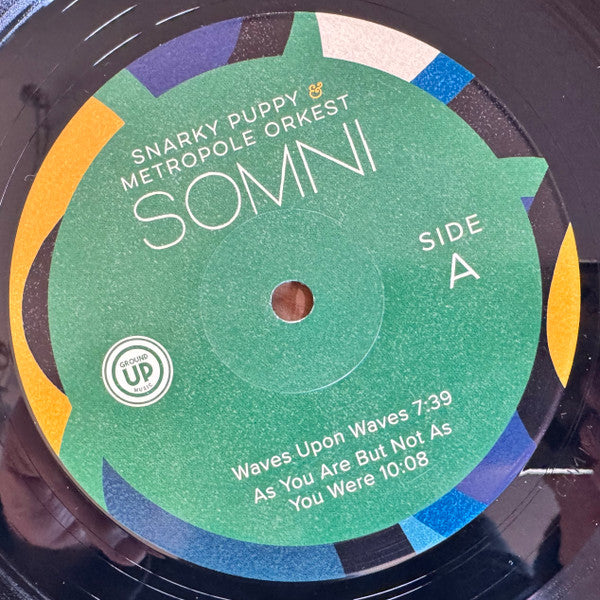 SNARKY PUPPY &
METROPOLE ORKEST
SOMNI
SIDE
A
GROUND
UP
MUSIC
Waves Upon Waves 7:39
As You Are But Not As
You Were 10:08